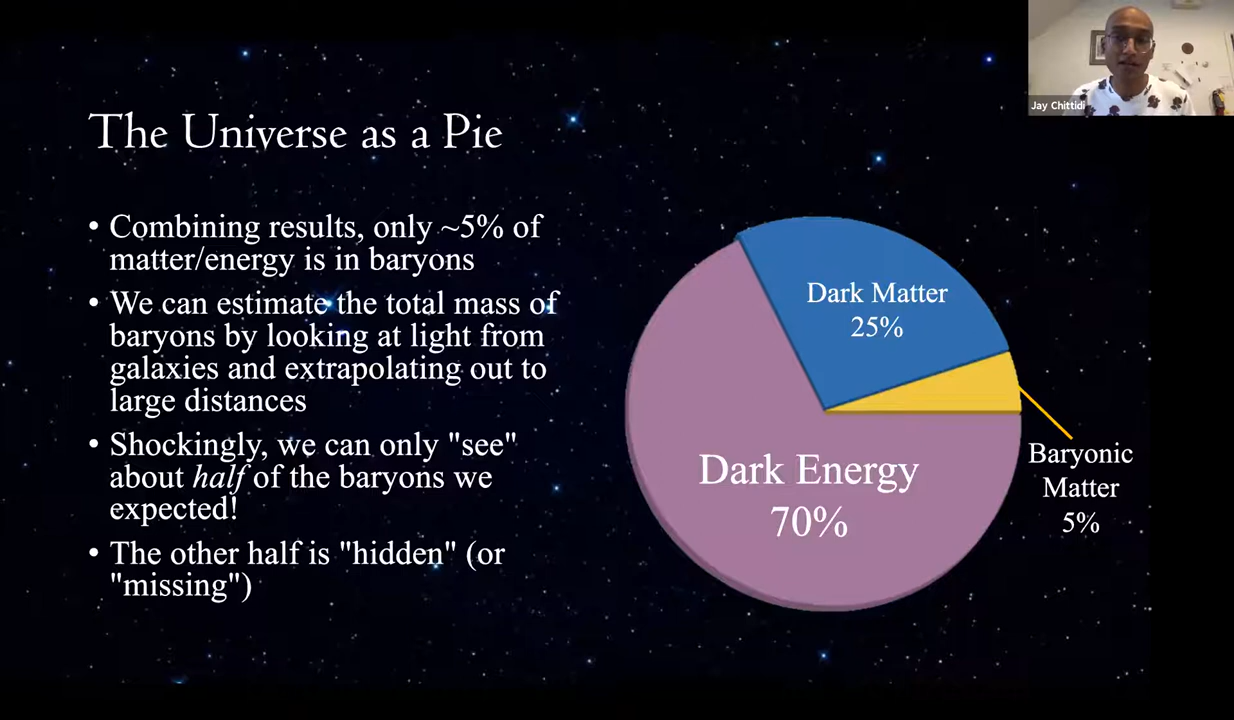 Jay Chittidi
The Universe as a Pie
• Combining results, only ~5% of
matter/energy is in baryons
• We can estimate the total mass of
baryons by looking at light from
galaxies and extrapolating out to
large distances
• Shockingly, we can only "see"
about half of the baryons we
expected!
• The other half is "hidden" (or
"missing")
Dark Matter
25%
Dark Energy
70%
Baryonic
Matter
5%